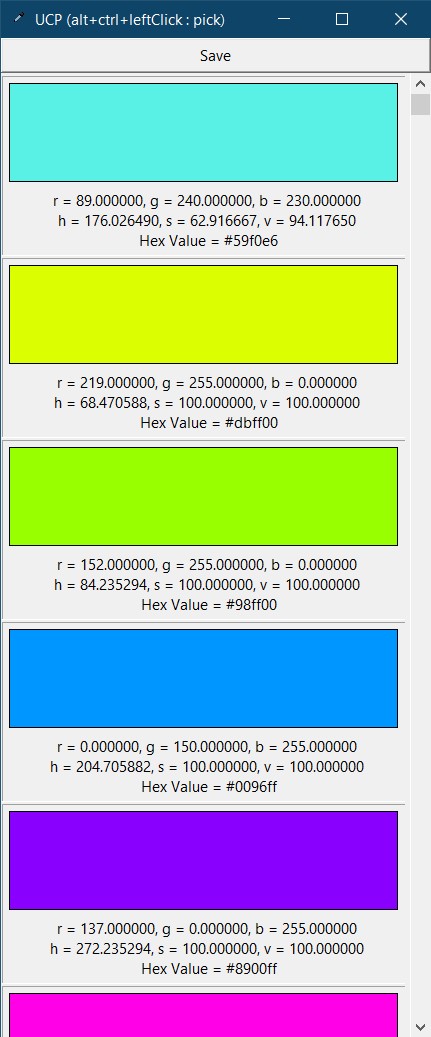 UCP (alt+ctrl+leftClick : pick)
Save
r = 89.000000, g = 240.000000, b = 230.000000
h = 176.026490, s = 62.916667, v = 94.117650
Hex Value = #59f0e6
r = 219.000000, g = 255.000000, b = 0.000000
h = 68.470588, s = 100.000000, v = 100.000000
Hex Value = #dbff00
r = 152.000000, g = 255.000000, b = 0.000000
h = 84.235294, s = 100.000000, v = 100.000000
Hex Value = #98ff00
r = 0.000000, g = 150.000000, b = 255.000000
h = 204.705882, s = 100.000000, v = 100.000000
Hex Value = #0096ff
r = 137.000000, g = 0.000000, b = 255.000000
h = 272.235294, s = 100.000000, v = 100.000000
Hex Value = #8900ff